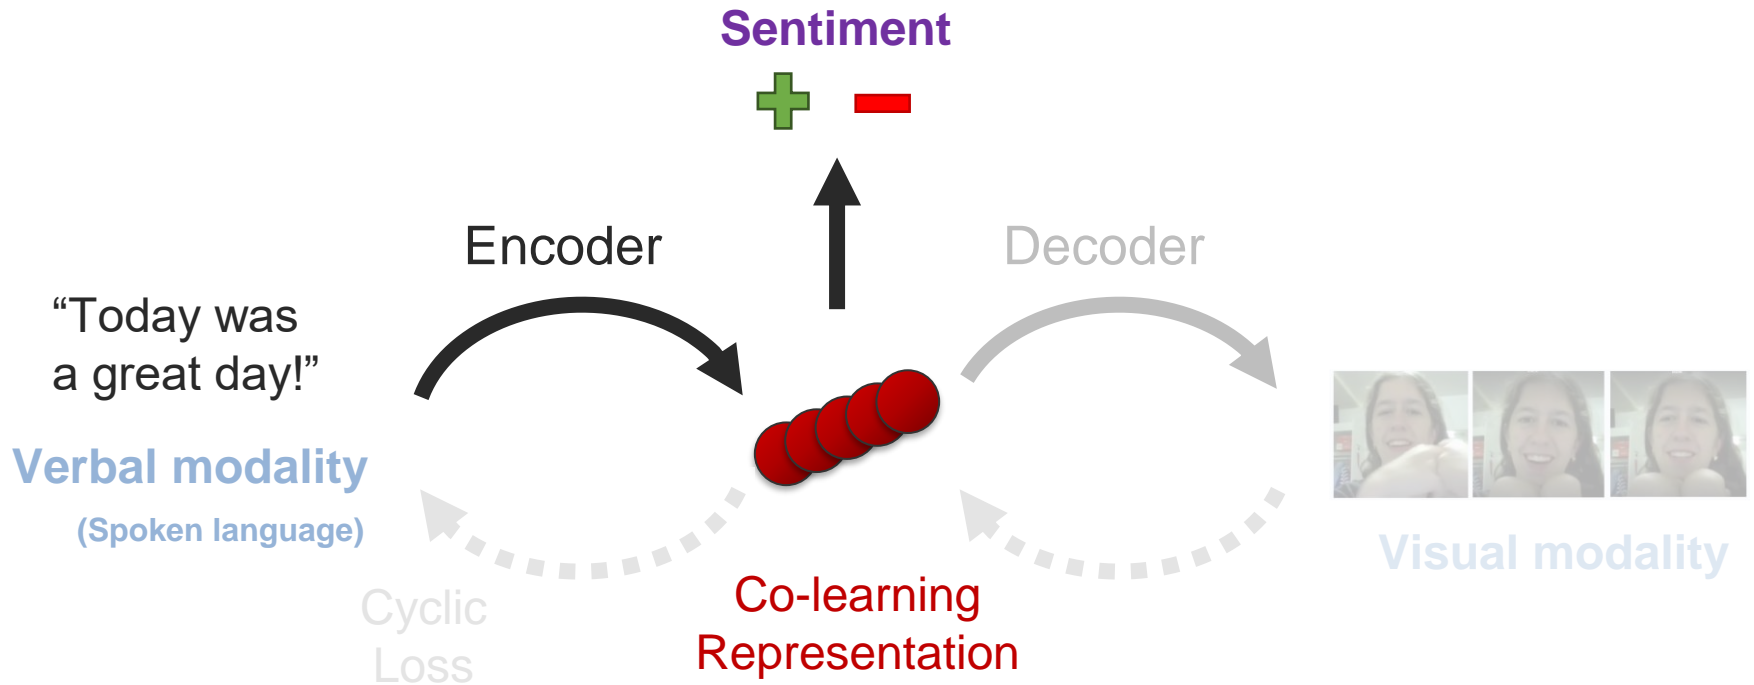 Sentiment
Encoder
Decoder
“Today was
a great day!”
Verbal modality
(Spoken language)
Visual modality
Cyclic
Loss
Co-learning
Representation